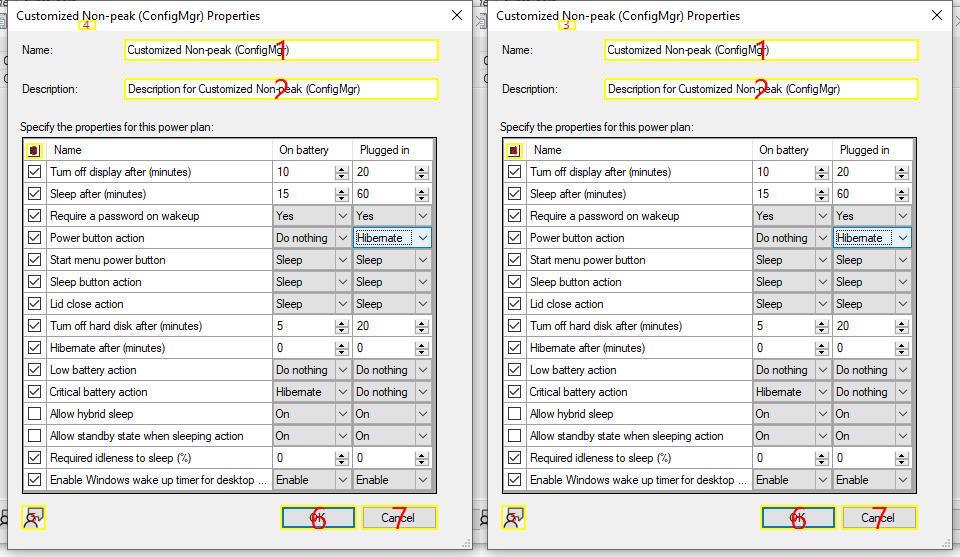 Customized Non-peak (ConfigMgr) Properties
4
Name: Customized Non-peak (ConfigMgr) 1
Description: Description for Customized Non-peak (ConfigMgr) 2
Specify the properties for this power plan:
Name On battery Plugged in
Turn off display after (minutes) 10 20
Sleep after (minutes) 15 60
Require a password on wakeup Yes Yes
Power button action Do nothing Hibernate
Start menu power button Sleep Sleep
Sleep button action Sleep Sleep
Lid close action Sleep Sleep
Turn off hard disk after (minutes) 5 20
Hibernate after (minutes) 0 0
Low battery action Do nothing Do nothing
Critical battery action Hibernate Do nothing
Allow hybrid sleep On On
Allow standby state when sleeping action On On
Required idleness to sleep (%) 0 0
Enable Windows wake up timer for desktop ... Enable Enable
OK 6 Cancel 7
Customized Non-peak (ConfigMgr) Properties
3
Name: Customized Non-peak (ConfigMgr) 1
Description: Description for Customized Non-peak (ConfigMgr) 2
Specify the properties for this power plan:
Name On battery Plugged in
Turn off display after (minutes) 10 20
Sleep after (minutes) 15 60
Require a password on wakeup Yes Yes
Power button action Do nothing Hibernate
Start menu power button Sleep Sleep
Sleep button action Sleep Sleep
Lid close action Sleep Sleep
Turn off hard disk after (minutes) 5 20
Hibernate after (minutes) 0 0
Low battery action Do nothing Do nothing
Critical battery action Hibernate Do nothing
Allow hybrid sleep On On
Allow standby state when sleeping action On On
Required idleness to sleep (%) 0 0
Enable Windows wake up timer for desktop ... Enable Enable
OK 6 Cancel 7